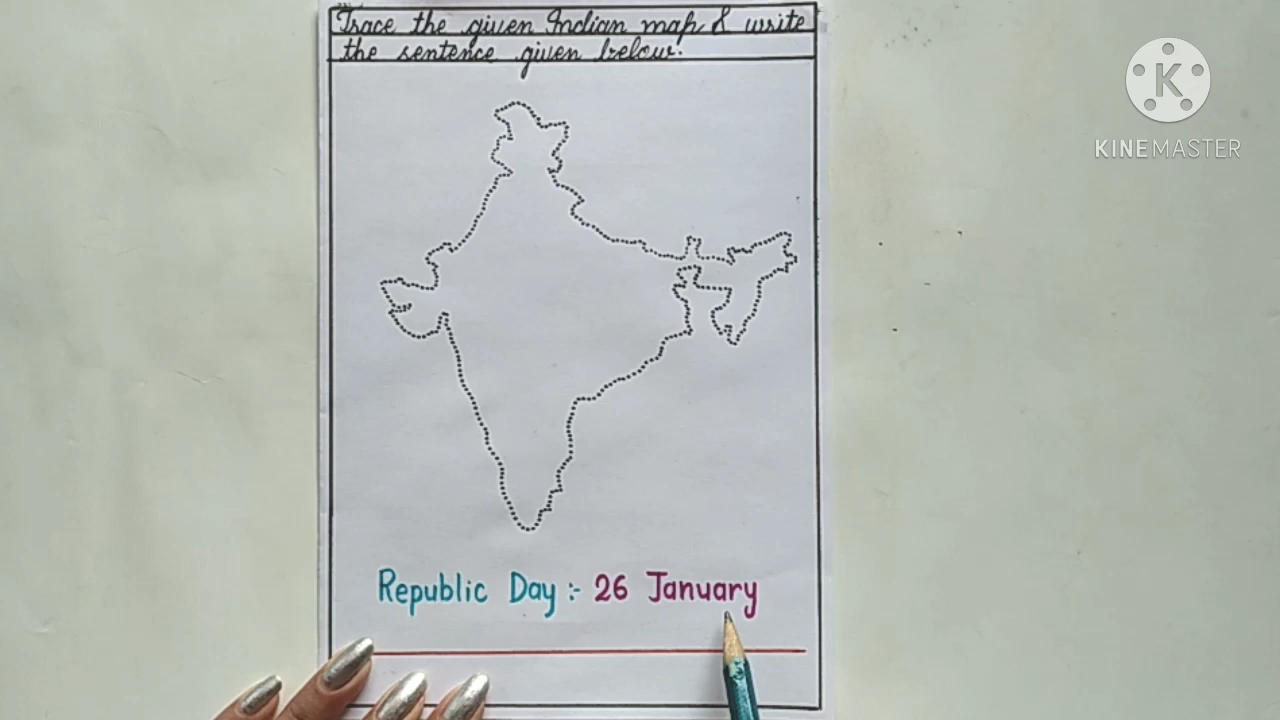 Trace the given Indian map & write
the sentence given below.
K
KINEMASTER
Republic Day :- 26 January